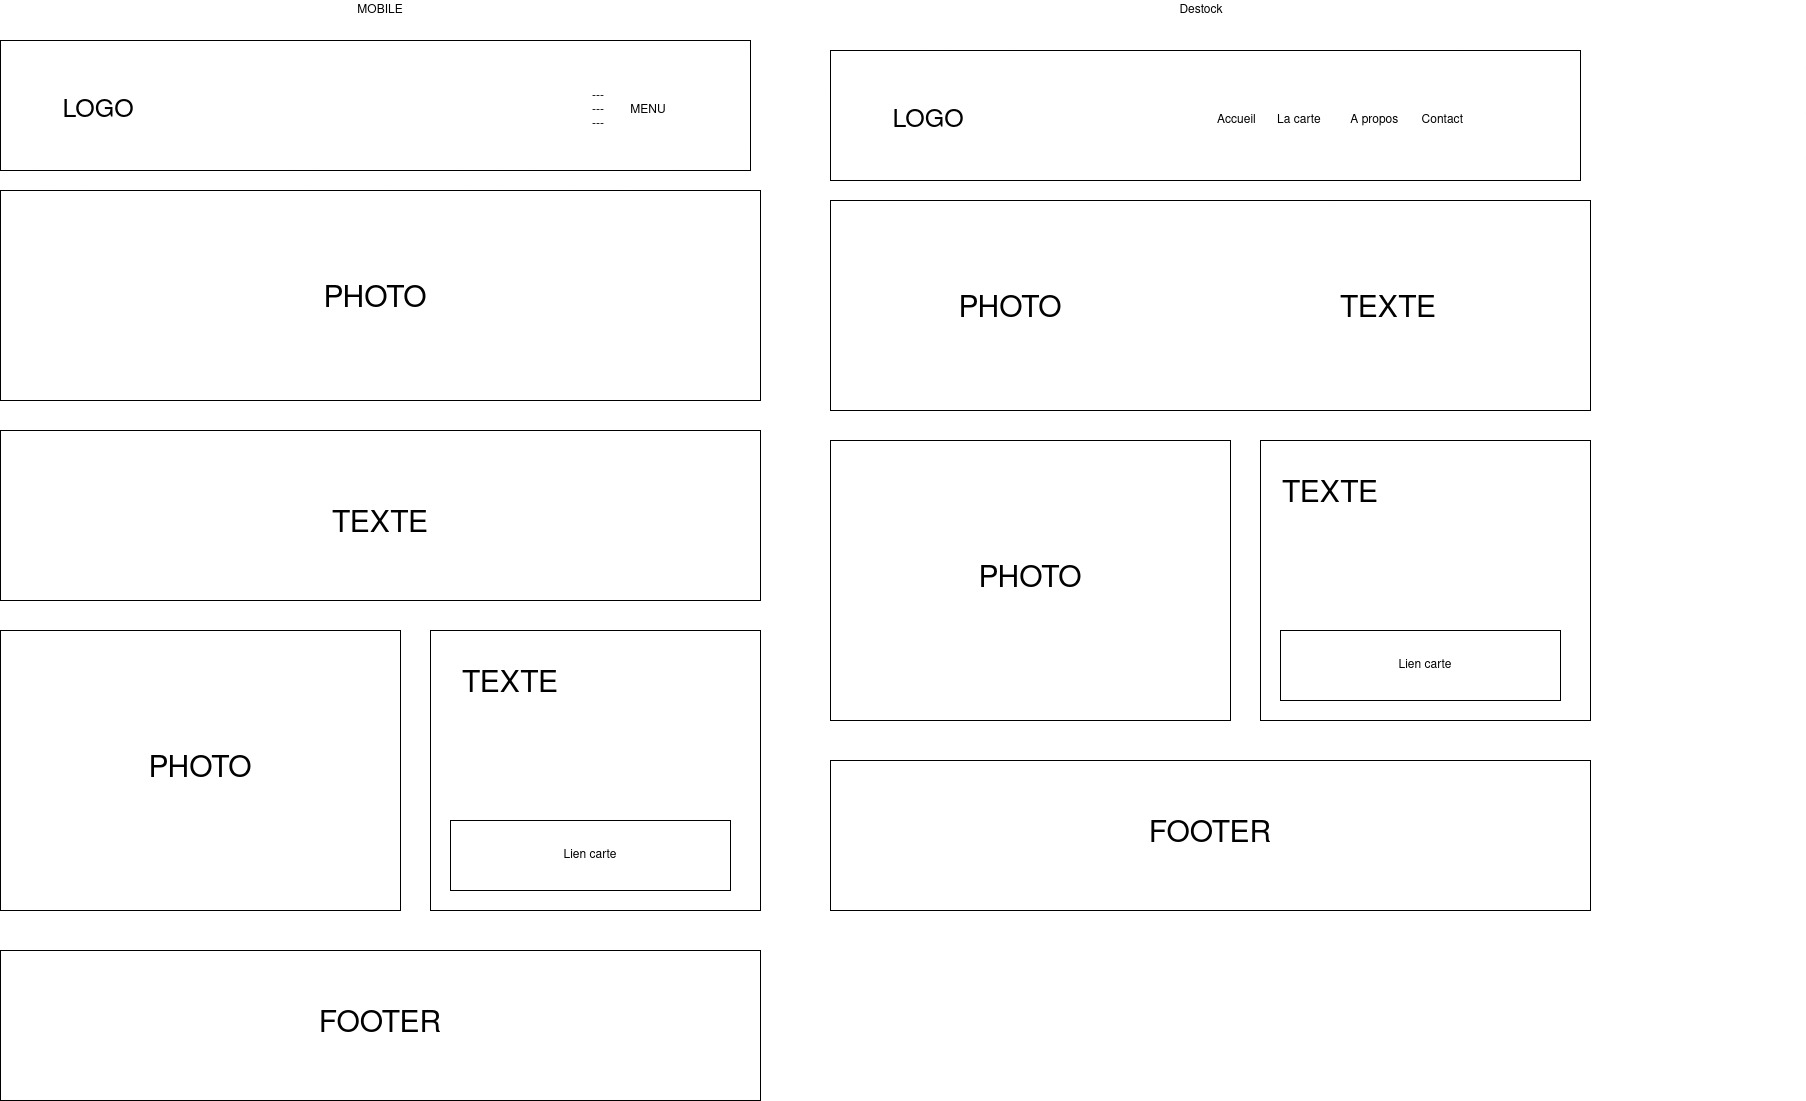 MOBILE
LOGO
---
---
---
MENU
PHOTO
TEXTE
PHOTO
TEXTE
Lien carte
FOOTER
Destock
LOGO
Accueil La carte A propos Contact
PHOTO TEXTE
PHOTO
TEXTE
Lien carte
FOOTER